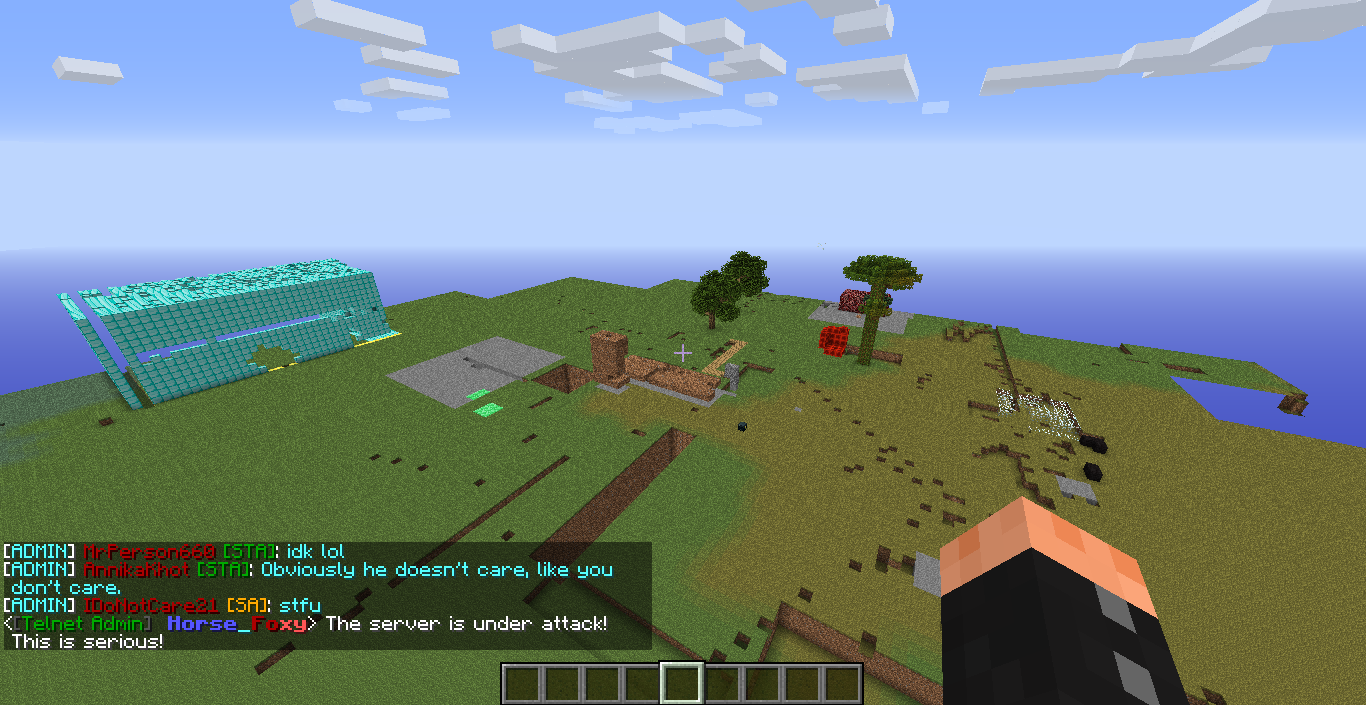 [ADMIN] MrPerson660 [STA]: idk lol
[ADMIN] AnnikaKhot [STA]: Obviously he doesn't care, like you
don't care.
[ADMIN] IDoNotCare21 [SA]: stfu
<[Telnet Admin] Horse_Foxy> The server is under attack!
This is serious!